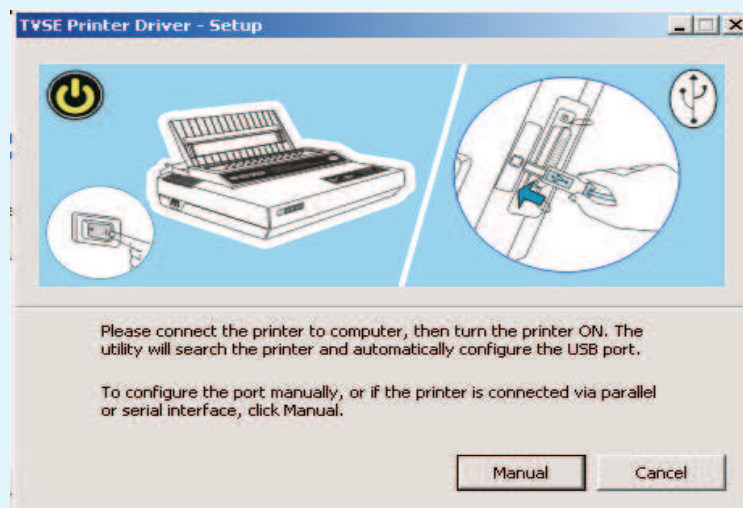 TVSE Printer Driver - Setup
Please connect the printer to computer, then turn the printer ON. The
utility will search the printer and automatically configure the USB port.
To configure the port manually, or if the printer is connected via parallel
or serial interface, click Manual.
Manual
Cancel